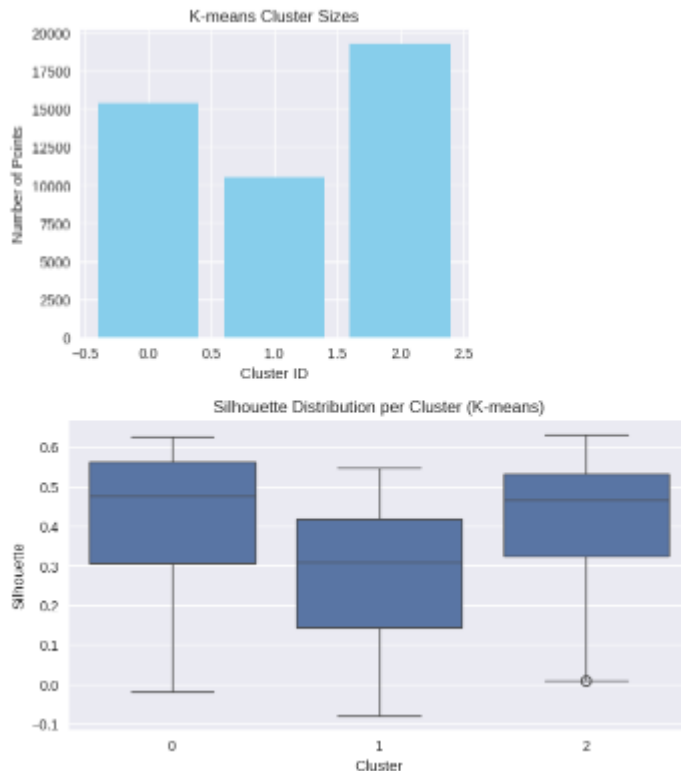 K-means Cluster Sizes
20000
17500
15000
12500
10000
7500
5000
2500
0
Number of Points
−0.5 0.0 0.5 1.0 1.5 2.0 2.5
Cluster ID
Silhouette Distribution per Cluster (K-means)
0.6
0.5
0.4
0.3
0.2
0.1
0.0
−0.1
Silhouette
0 1 2
Cluster